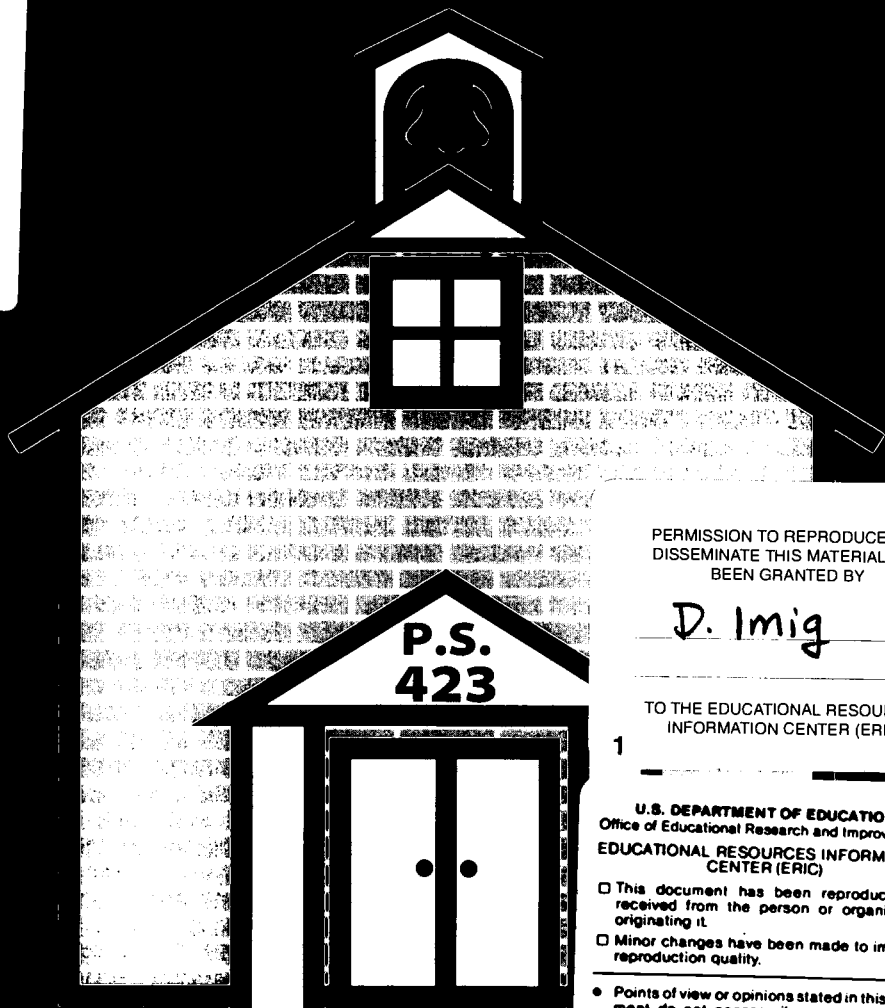 P.S.
423
PERMISSION TO REPRODUCE
DISSEMINATE THIS MATERIAL
BEEN GRANTED BY
D. Imig
TO THE EDUCATIONAL RESOU
INFORMATION CENTER (ERI
1
U.S. DEPARTMENT OF EDUCATIO
Office of Educational Research and Improv
EDUCATIONAL RESOURCES INFORM
CENTER (ERIC)
□ This document has been reproduc
received from the person or organi
originating it.
□ Minor changes have been made to im
reproduction quality.
• Points of view or opinions stated in this